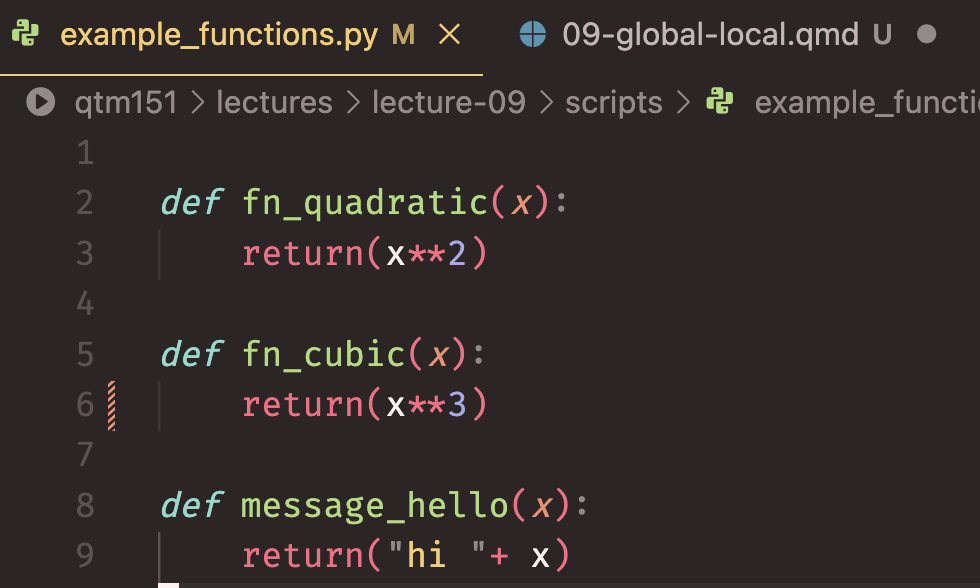 example_functions.py M × 09-global-local.qmd U ●
qtm151 > lectures > lecture-09 > scripts > example_functi
1
2 def fn_quadratic(x):
3     return(x**2)
4
5 def fn_cubic(x):
6     return(x**3)
7
8 def message_hello(x):
9     return("hi "+ x)